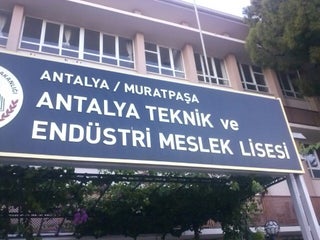 ANTALYA / MURATPAŞA
ANTALYA TEKNİK ve
ENDÜSTRİ MESLEK LİSESİ